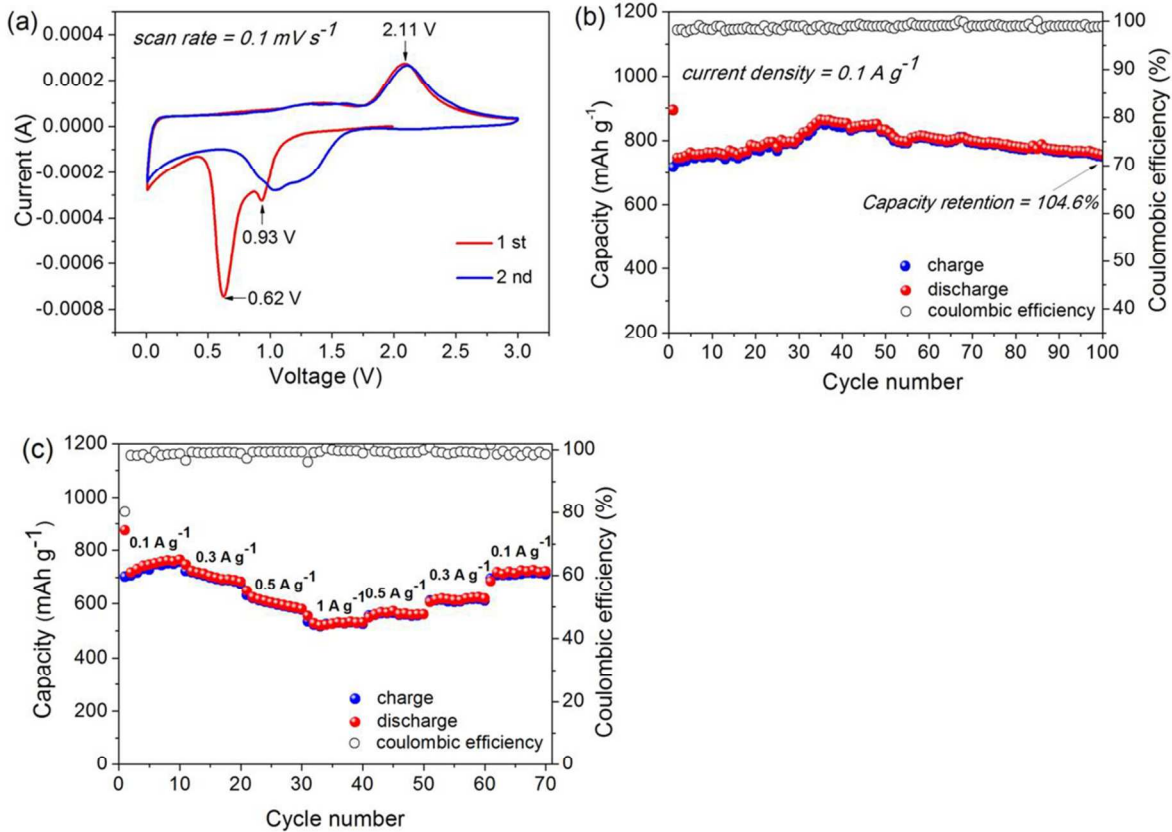 (a)
0.0004
0.0002
0.0000
-0.0002
-0.0004
-0.0006
-0.0008
Current (A)
scan rate = 0.1 mV s⁻¹
2.11 V
0.93 V
0.62 V
1 st
2 nd
0.0 0.5 1.0 1.5 2.0 2.5 3.0
Voltage (V)
(b)
1200
1000
800
600
400
200
Capacity (mAh g⁻¹)
current density = 0.1 A g⁻¹
Capacity retention = 104.6%
charge
discharge
coulombic efficiency
100
90
80
70
60
50
40
Coulomobic efficiency (%)
0 10 20 30 40 50 60 70 80 90 100
Cycle number
(c)
1200
1000
800
600
400
200
0
Capacity (mAh g⁻¹)
0.1 A g⁻¹
0.3 A g⁻¹
0.5 A g⁻¹
1 A g⁻¹
0.5 A g⁻¹
0.3 A g⁻¹
0.1 A g⁻¹
charge
discharge
coulombic efficiency
100
80
60
40
20
0
Coulombic efficiency (%)
0 10 20 30 40 50 60 70
Cycle number